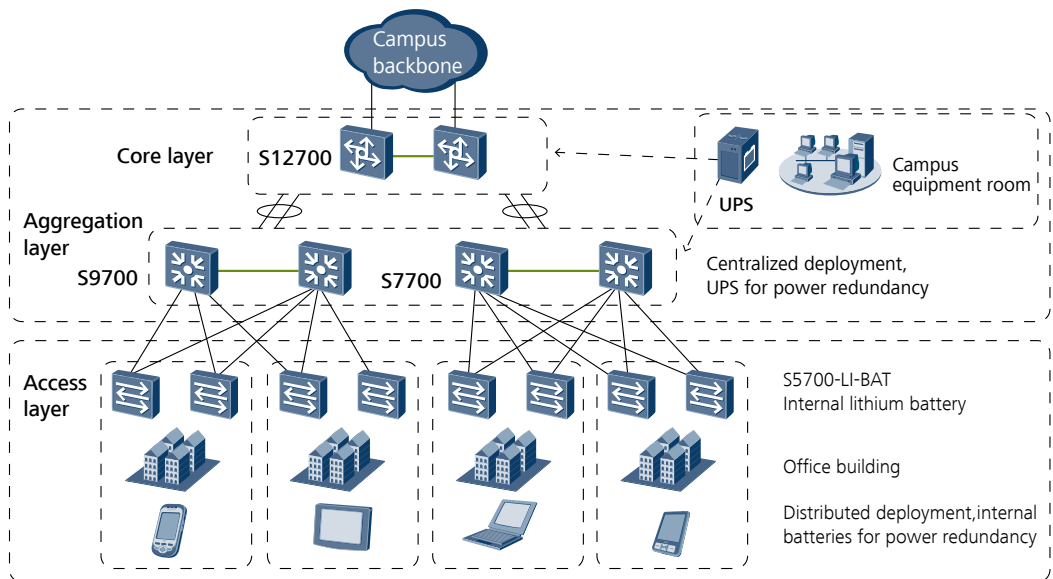 Campus
backbone
Core layer
S12700
UPS
Campus
equipment room
Aggregation
layer
S9700
S7700
Centralized deployment,
UPS for power redundancy
Access
layer
S5700-LI-BAT
Internal lithium battery
Office building
Distributed deployment,internal
batteries for power redundancy